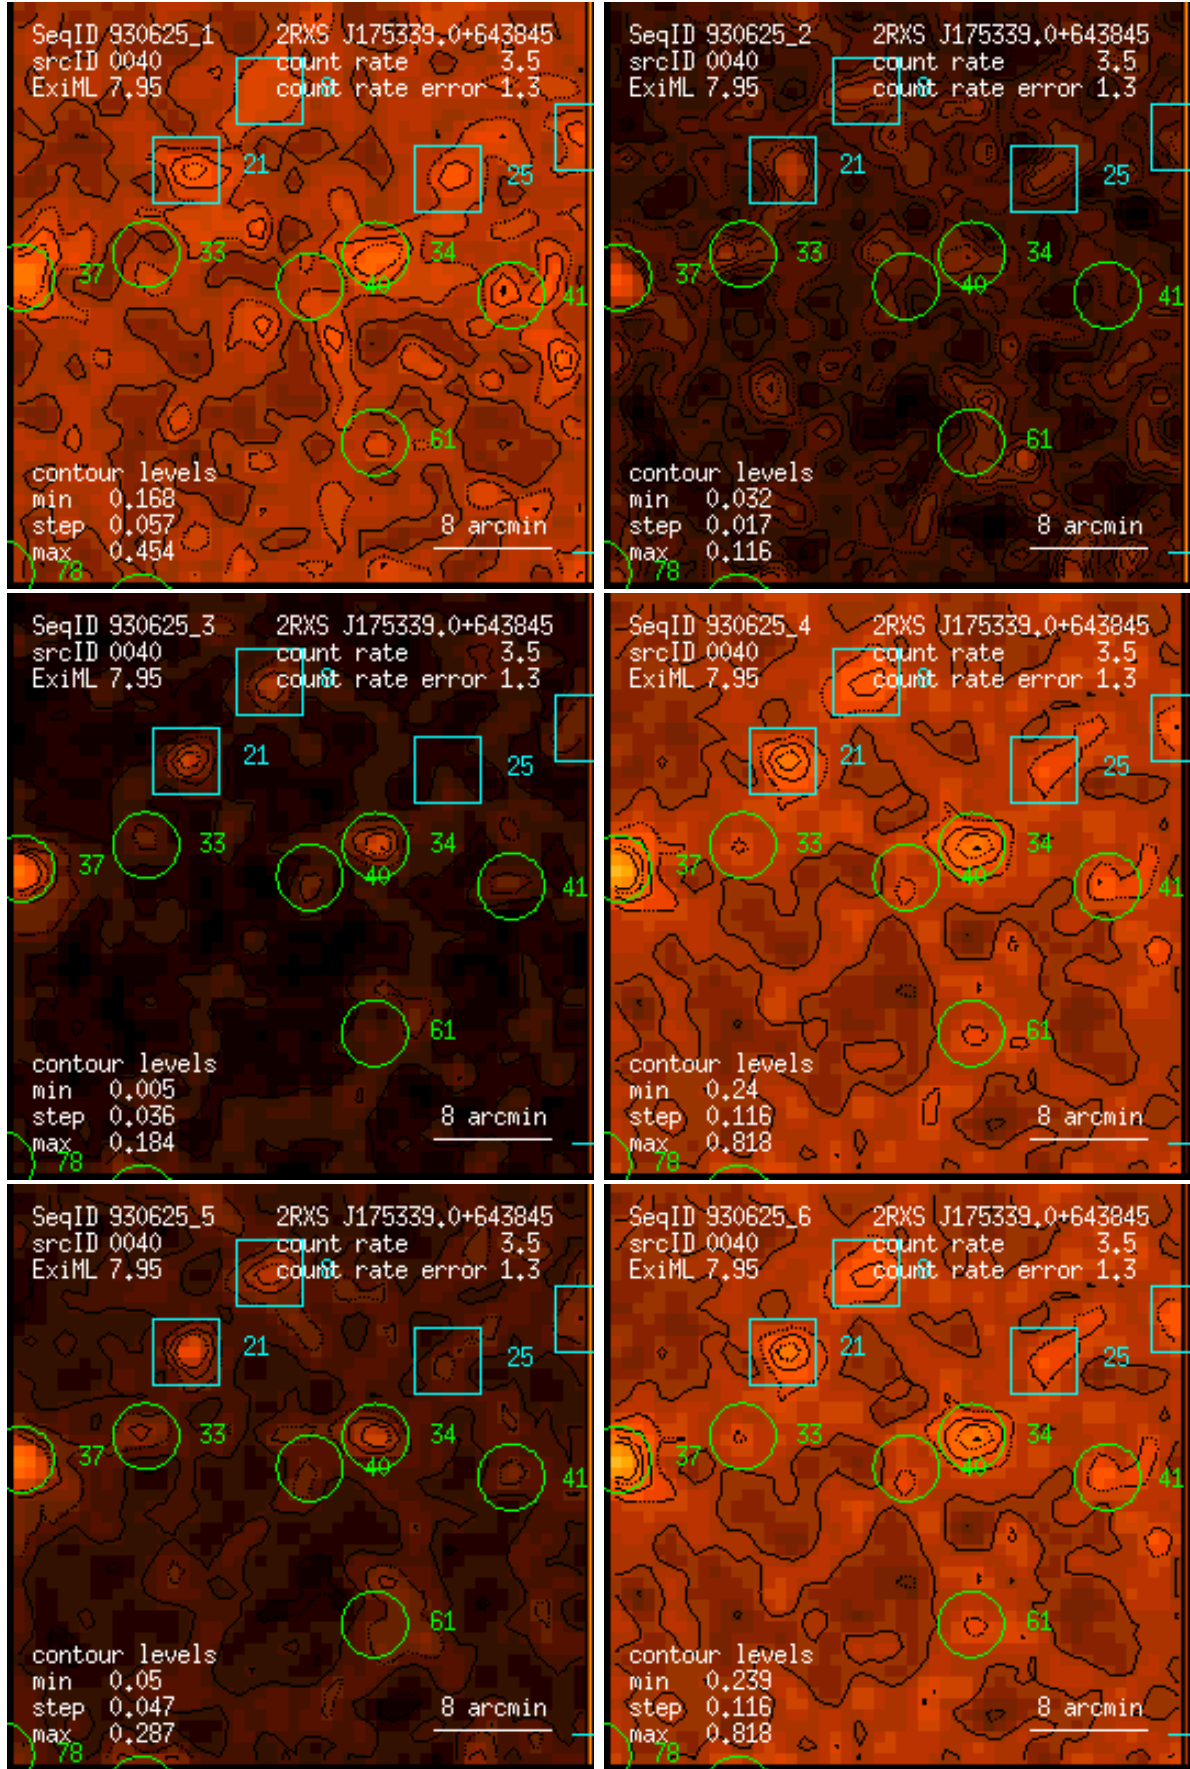 SeqID 930625_1 2RXS J175339.0+643845
srcID 0040 count rate 3.5
ExiML 7.95 count rate error 1.3
8
21
25
33
34
37
40
41
61
contour levels
min 0.168
step 0.057
max 0.454
8 arcmin
78
SeqID 930625_2 2RXS J175339.0+643845
srcID 0040 count rate 3.5
ExiML 7.95 count rate error 1.3
8
21
25
33
34
37
40
41
61
contour levels
min 0.032
step 0.017
max 0.116
8 arcmin
78
SeqID 930625_3 2RXS J175339.0+643845
srcID 0040 count rate 3.5
ExiML 7.95 count rate error 1.3
8
21
25
33
34
37
40
41
61
contour levels
min 0.005
step 0.036
max 0.184
8 arcmin
78
SeqID 930625_4 2RXS J175339.0+643845
srcID 0040 count rate 3.5
ExiML 7.95 count rate error 1.3
8
21
25
33
34
37
40
41
61
contour levels
min 0.24
step 0.116
max 0.818
8 arcmin
78
SeqID 930625_5 2RXS J175339.0+643845
srcID 0040 count rate 3.5
ExiML 7.95 count rate error 1.3
8
21
25
33
34
37
40
41
61
contour levels
min 0.05
step 0.047
max 0.287
8 arcmin
78
SeqID 930625_6 2RXS J175339.0+643845
srcID 0040 count rate 3.5
ExiML 7.95 count rate error 1.3
8
21
25
33
34
37
40
41
61
contour levels
min 0.239
step 0.116
max 0.818
8 arcmin
78